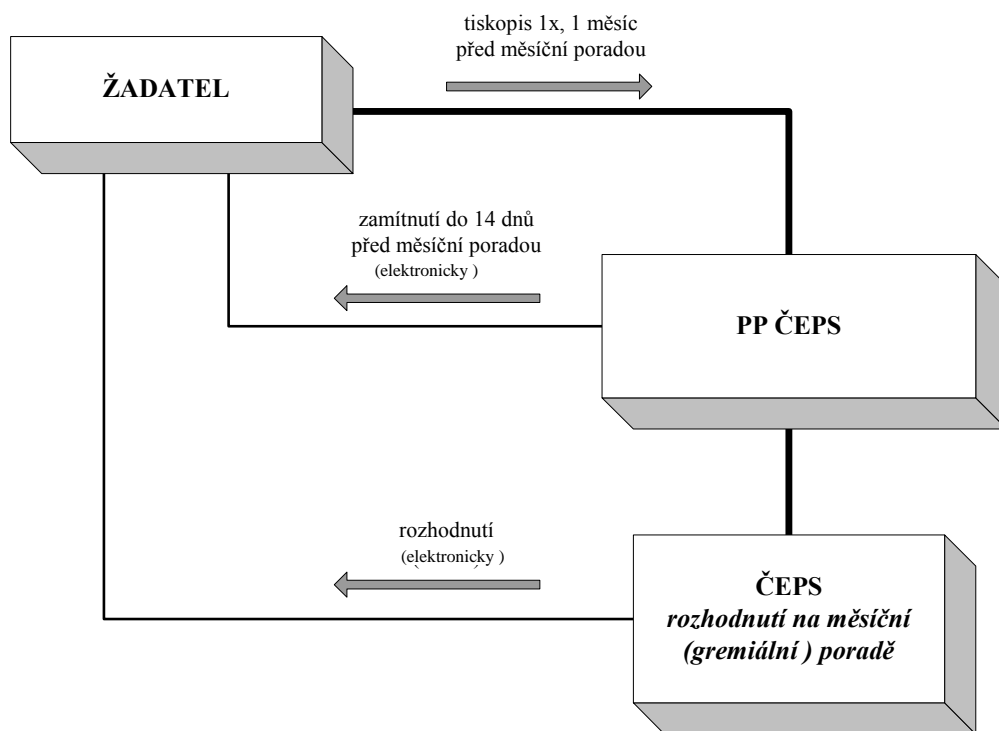 tiskopis 1x, 1 měsíc
před měsíční poradou
ŽADATEL
zamítnutí do 14 dnů
před měsíční poradou
(elektronicky )
PP ČEPS
rozhodnutí
(elektronicky )
ČEPS
rozhodnutí na měsíční
(gremiální ) poradě